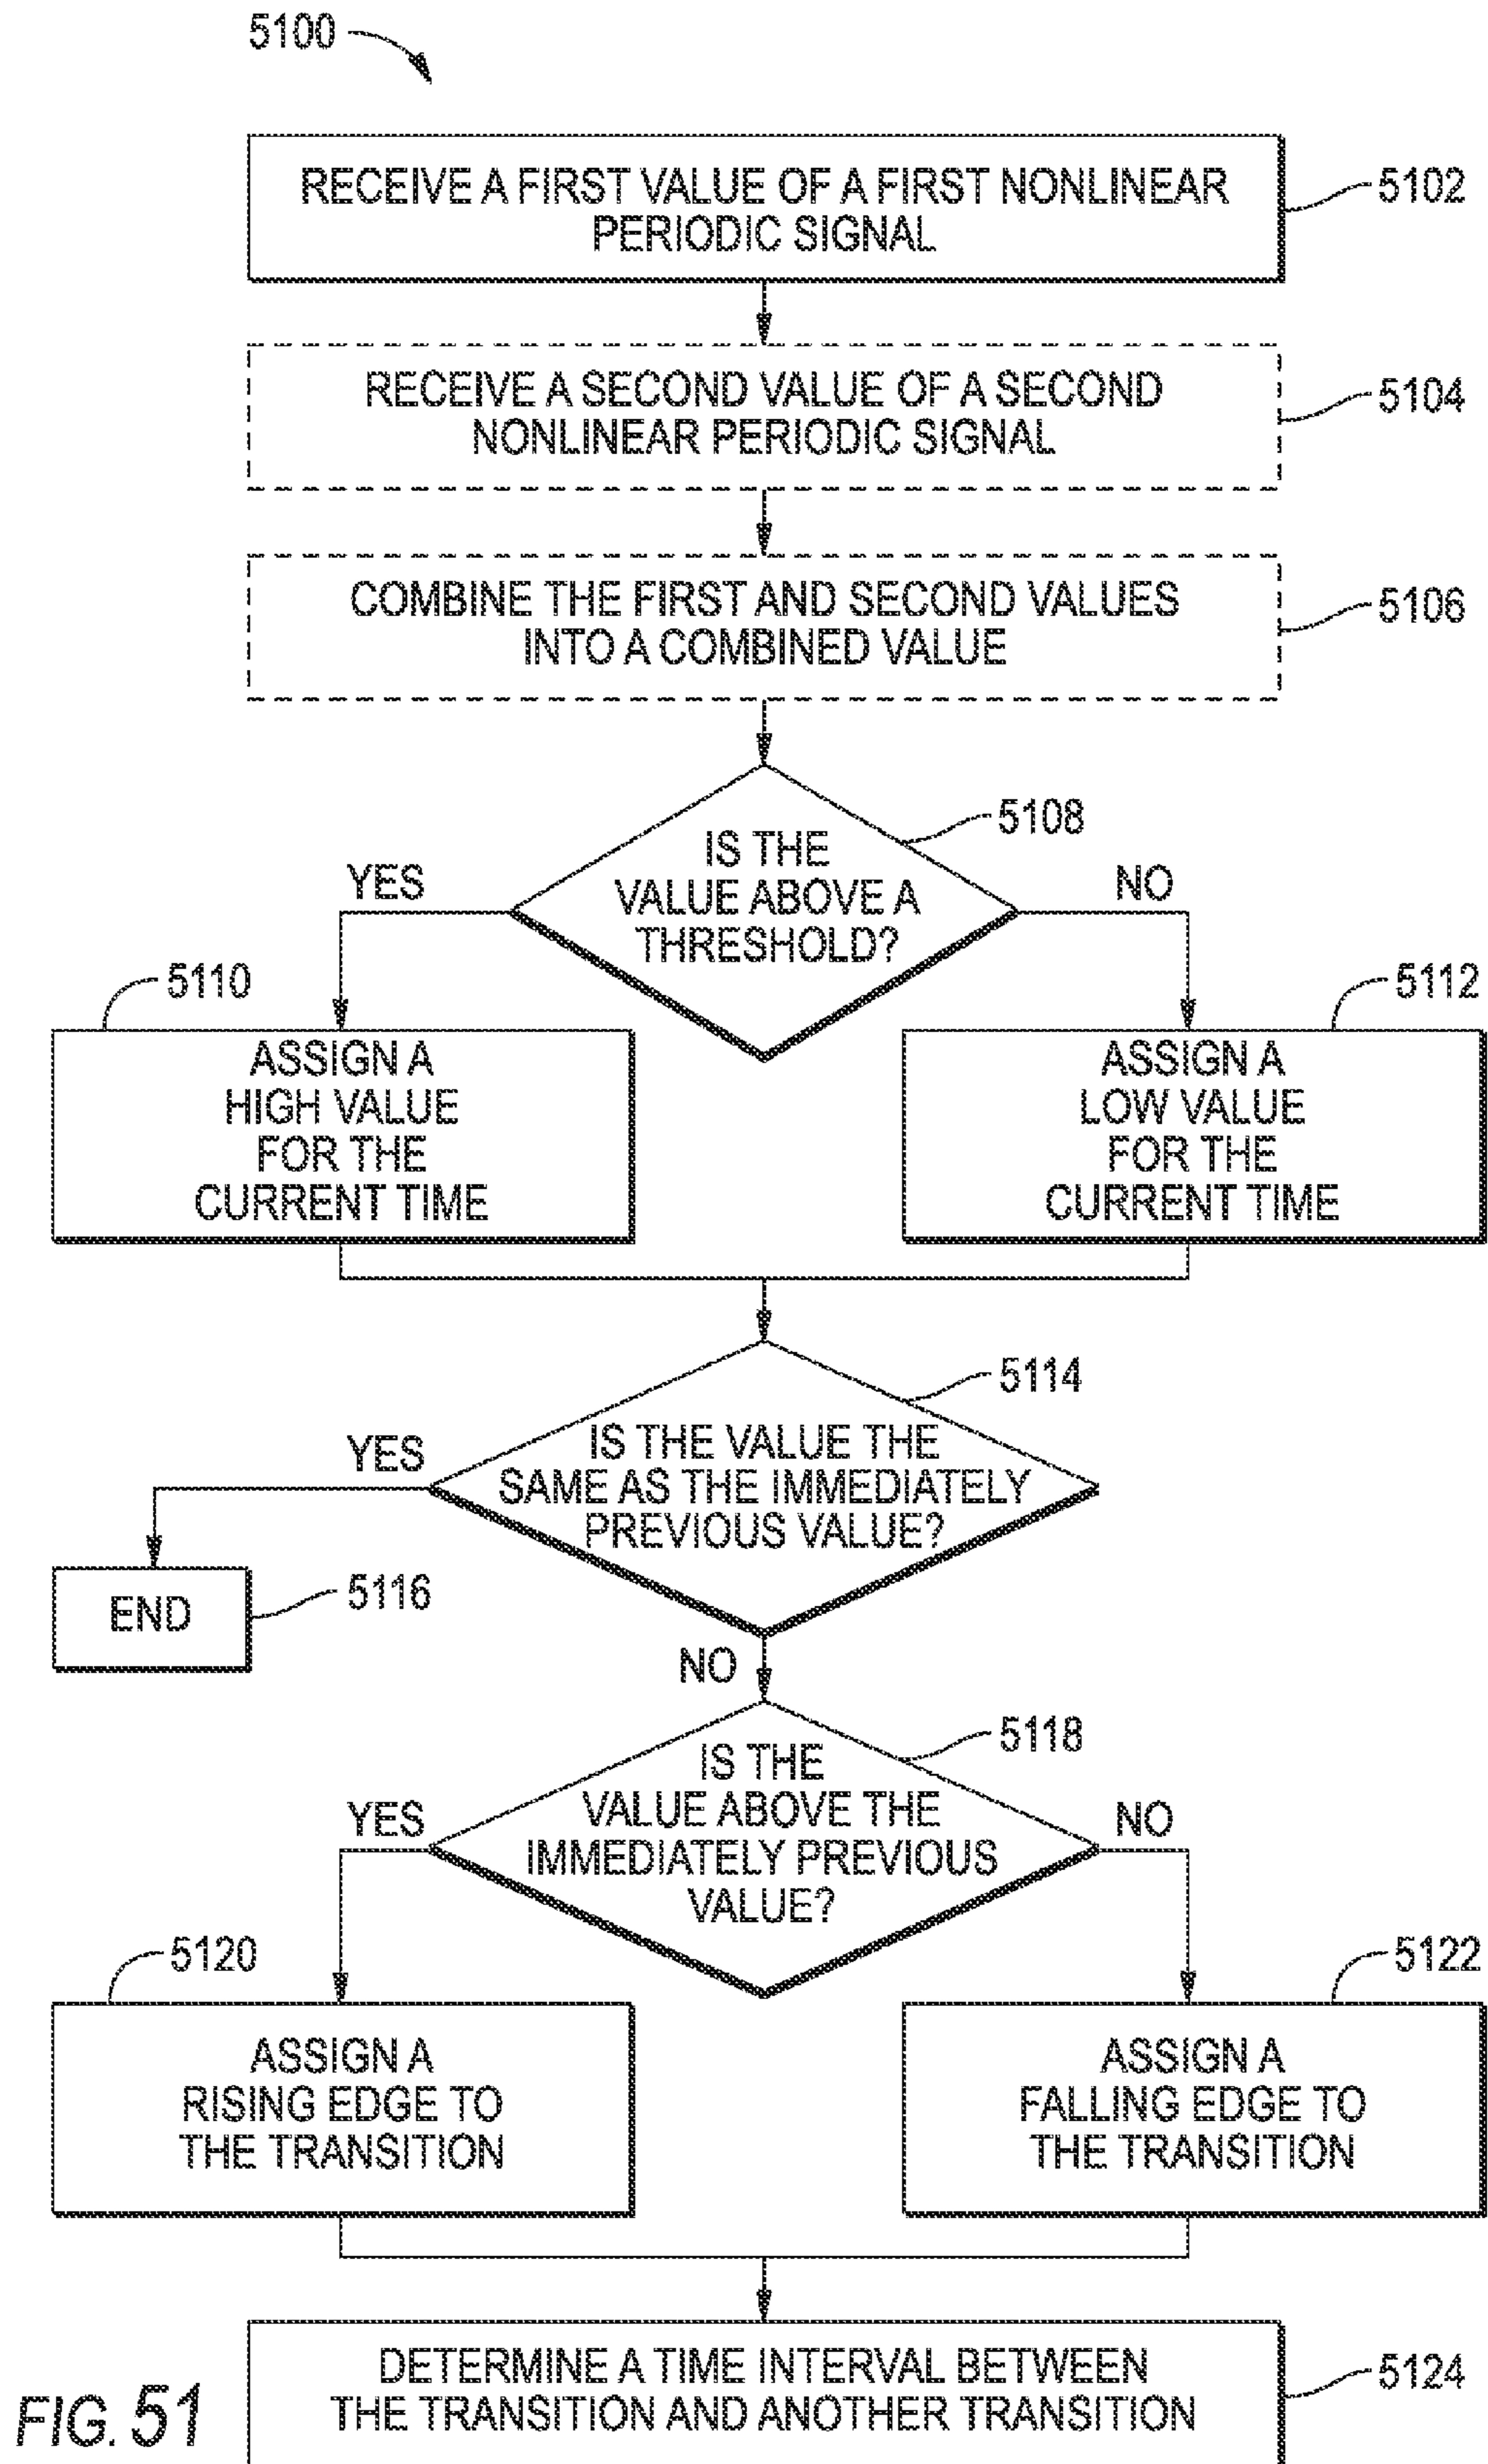 5100
RECEIVE A FIRST VALUE OF A FIRST NONLINEAR
PERIODIC SIGNAL
5102
RECEIVE A SECOND VALUE OF A SECOND
NONLINEAR PERIODIC SIGNAL
5104
COMBINE THE FIRST AND SECOND VALUES
INTO A COMBINED VALUE
5106
IS THE
VALUE ABOVE A
THRESHOLD?
5108
YES
NO
5110
ASSIGN A
HIGH VALUE
FOR THE
CURRENT TIME
5112
ASSIGN A
LOW VALUE
FOR THE
CURRENT TIME
5114
IS THE VALUE THE
SAME AS THE IMMEDIATELY
PREVIOUS VALUE?
YES
END
5116
NO
5118
IS THE
VALUE ABOVE THE
IMMEDIATELY PREVIOUS
VALUE?
YES
NO
5120
ASSIGN A
RISING EDGE TO
THE TRANSITION
5122
ASSIGN A
FALLING EDGE TO
THE TRANSITION
DETERMINE A TIME INTERVAL BETWEEN
THE TRANSITION AND ANOTHER TRANSITION
5124
FIG. 51